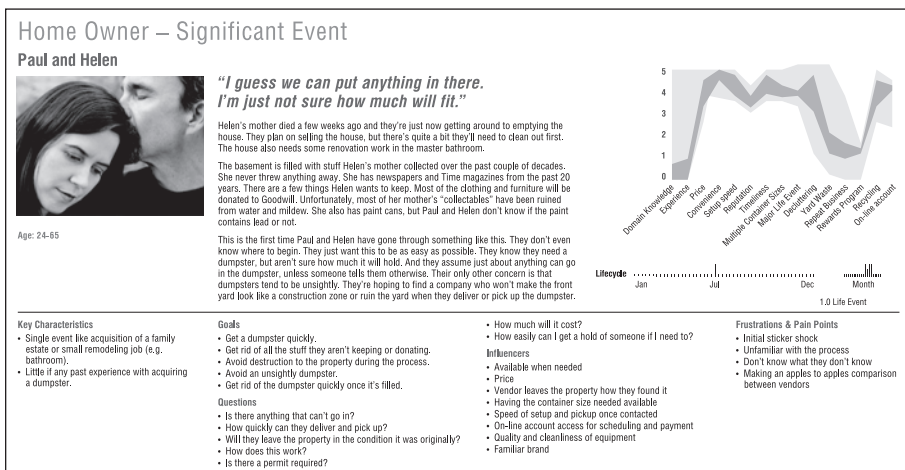 Home Owner – Significant Event
Paul and Helen
“I guess we can put anything in there.
I’m just not sure how much will fit.”
Helen’s mother died a few weeks ago and they’re just now getting around to emptying the
house. They plan on selling the house, but there’s quite a bit they’ll need to clean out first.
The house also needs some renovation work in the master bathroom.
The basement is filled with stuff Helen’s mother collected over the past couple of decades.
She never threw anything away. She has newspapers and Time magazines from the past 20
years. There are a few things Helen wants to keep. Most of the clothing and furniture will be
donated to Goodwill. Unfortunately, most of her mother’s “collectables” have been ruined
from water and mildew. She also has paint cans, but Paul and Helen don’t know if the paint
contains lead or not.
This is the first time Paul and Helen have gone through something like this. They don’t even
know where to begin. They just want this to be as easy as possible. They know they need a
dumpster, but aren’t sure how much it will hold. And they assume just about anything can go
in the dumpster, unless someone tells them otherwise. Their only other concern is that
dumpsters tend to be unsightly. They’re hoping to find a company who won’t make the front
yard look like a construction zone or ruin the yard when they deliver or pick up the dumpster.
Age: 24-65
5
4
3
2
1
0
Domain Knowledge
Experience
Price
Convenience
Setup speed
Reputation
Timeliness
Multiple Container Sizes
Major Life Event
Decluttering
Yard Waste
Repeat Business
Rewards Program
Recycling
On-line account
Lifecycle
Jan
Jul
Dec
Month
1.0 Life Event
Key Characteristics
• Single event like acquisition of a family
estate or small remodeling job (e.g.
bathroom).
• Little if any past experience with acquiring
a dumpster.
Goals
• Get a dumpster quickly.
• Get rid of all the stuff they aren’t keeping or donating.
• Avoid destruction to the property during the process.
• Avoid an unsightly dumpster.
• Get rid of the dumpster quickly once it’s filled.
Questions
• Is there anything that can’t go in?
• How quickly can they deliver and pick up?
• Will they leave the property in the condition it was originally?
• How does this work?
• Is there a permit required?
• How much will it cost?
• How easily can I get a hold of someone if I need to?
Influencers
• Available when needed
• Price
• Vendor leaves the property how they found it
• Having the container size needed available
• Speed of setup and pickup once contacted
• On-line account access for scheduling and payment
• Quality and cleanliness of equipment
• Familiar brand
Frustrations & Pain Points
• Initial sticker shock
• Unfamiliar with the process
• Don’t know what they don’t know
• Making an apples to apples comparison
between vendors